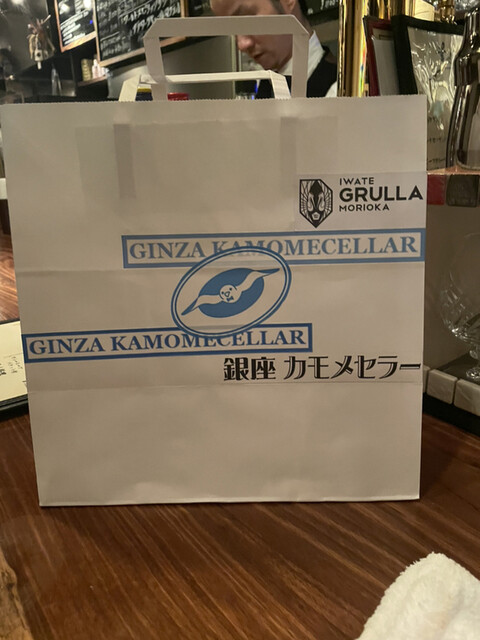 IWATE
GRULLA
MORIOKA
GINZA KAMOMECELLAR
GINZA KAMOMECELLAR
銀座 カモメセラー